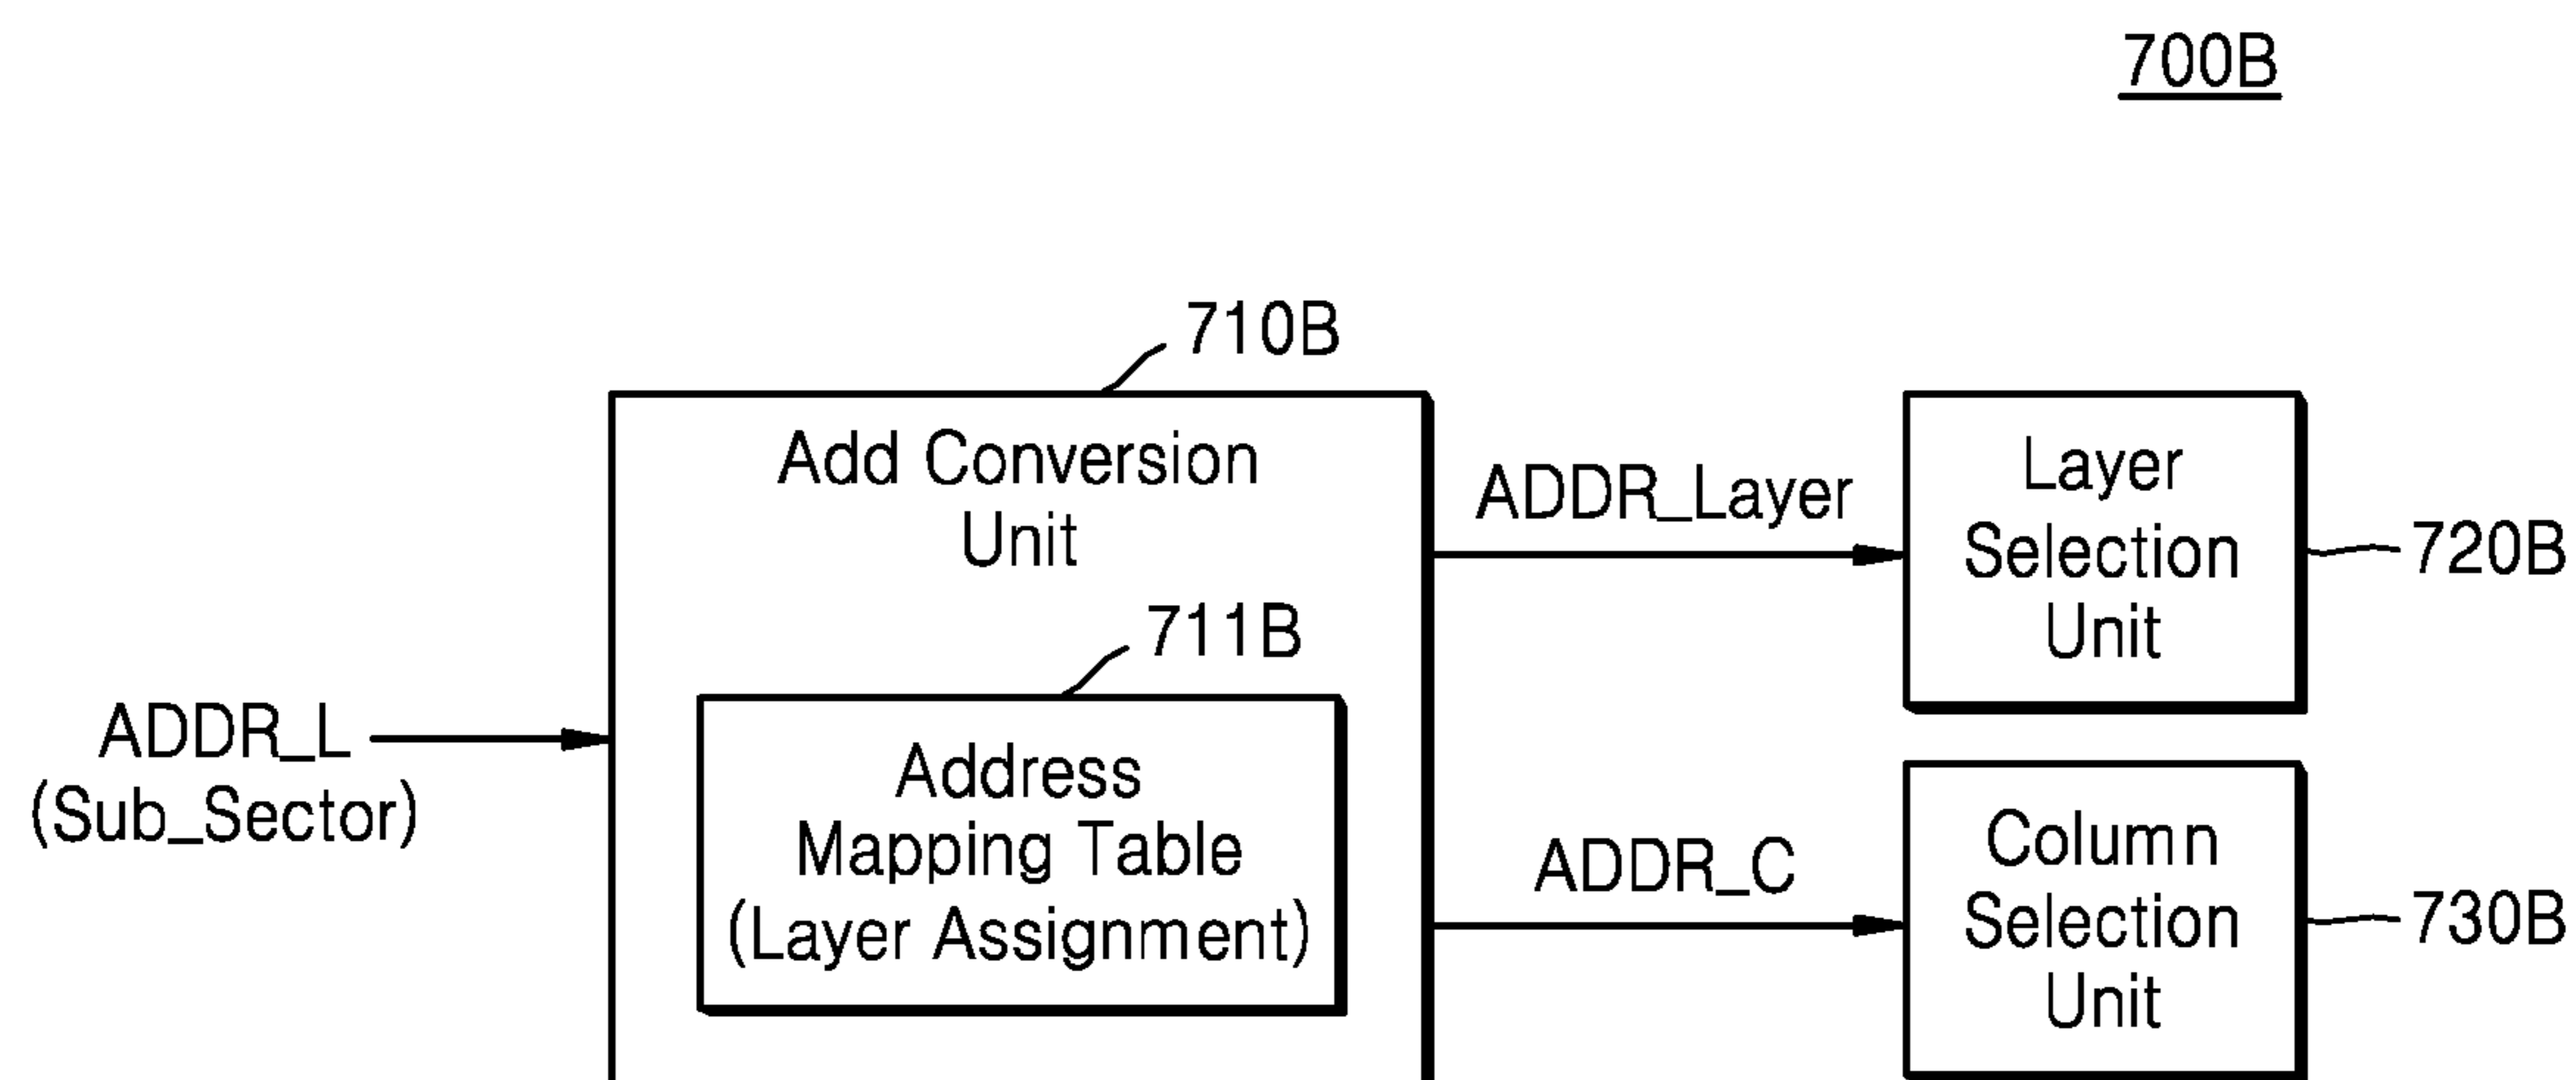 700B
710B
Add Conversion
Unit
711B
Address
Mapping Table
(Layer Assignment)
ADDR_L
(Sub_Sector)
ADDR_Layer
Layer
Selection
Unit
720B
ADDR_C
Column
Selection
Unit
730B